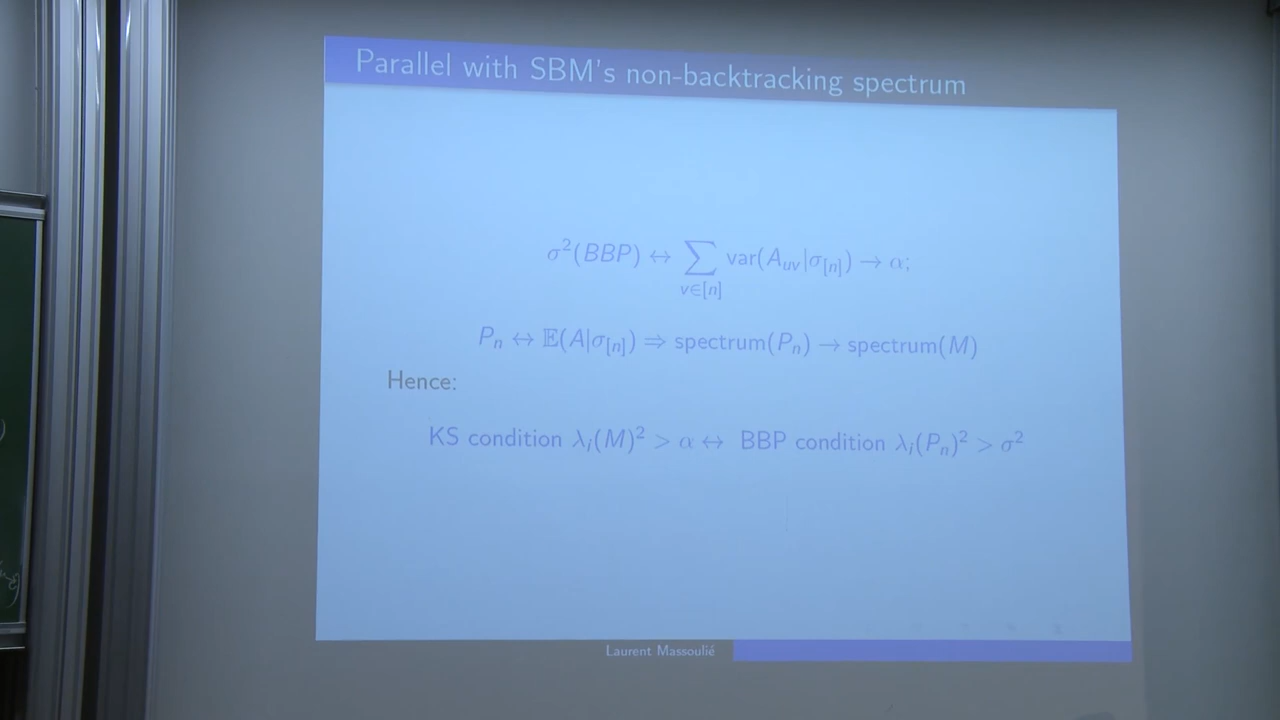 Parallel with SBM's non-backtracking spectrum
σ²(BBP) ↔ ∑_{v∈[n]} var(A_{uv}|σ_{[n]}) → α;
P_n ↔ 𝔼(A|σ_{[n]}) ⇒ spectrum(P_n) → spectrum(M)
Hence:
KS condition λ_i(M)² > α ↔ BBP condition λ_i(P_n)² > σ²
Laurent Massoulié